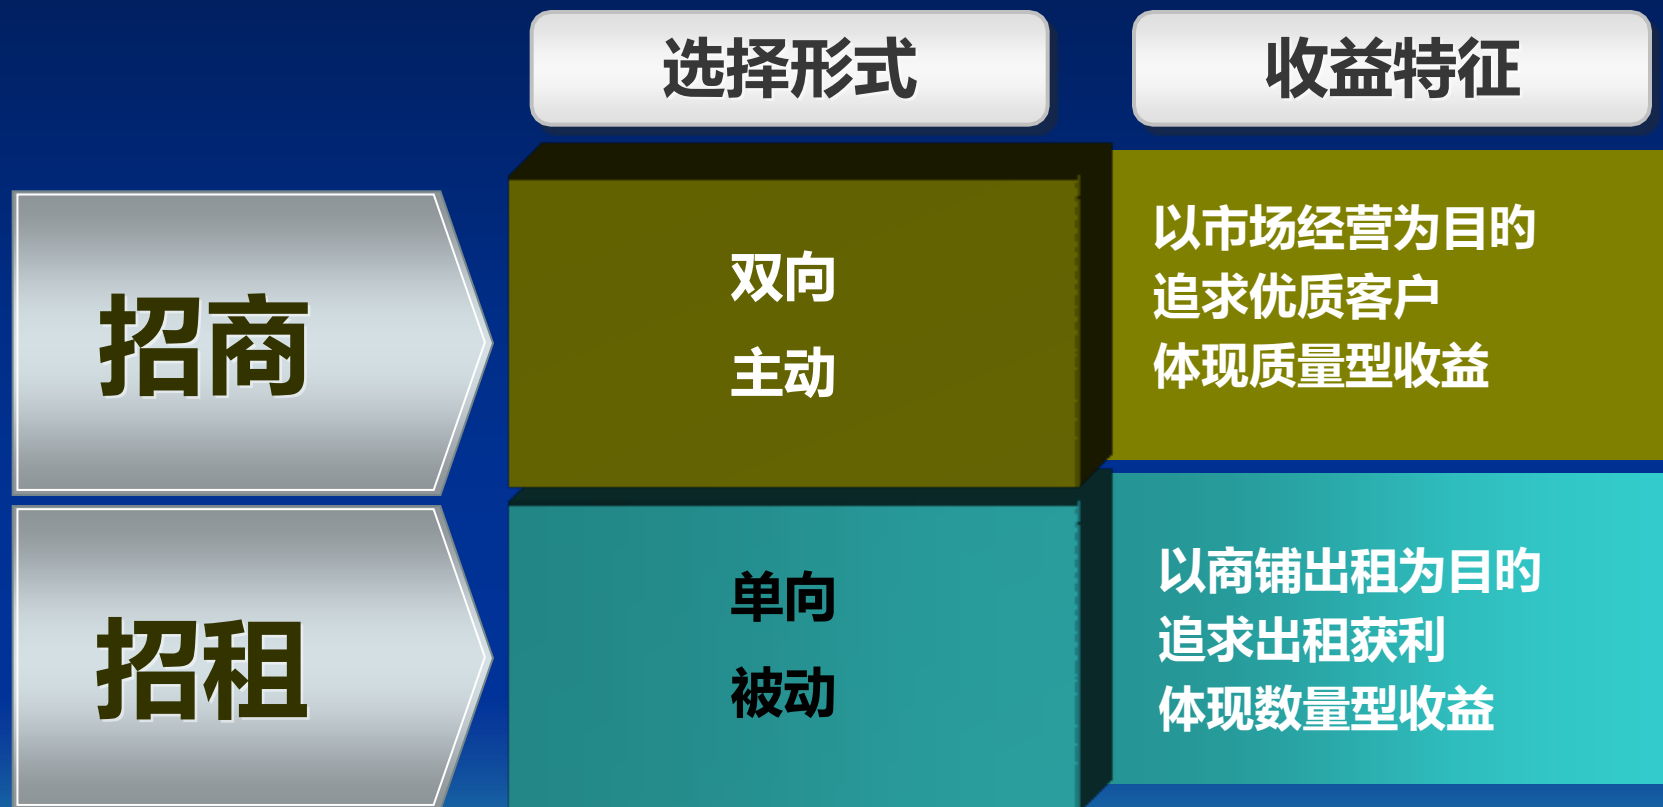 选择形式
收益特征
招商
双向
主动
以市场经营为目旳
追求优质客户
体现质量型收益
招租
单向
被动
以商铺出租为目旳
追求出租获利
体现数量型收益